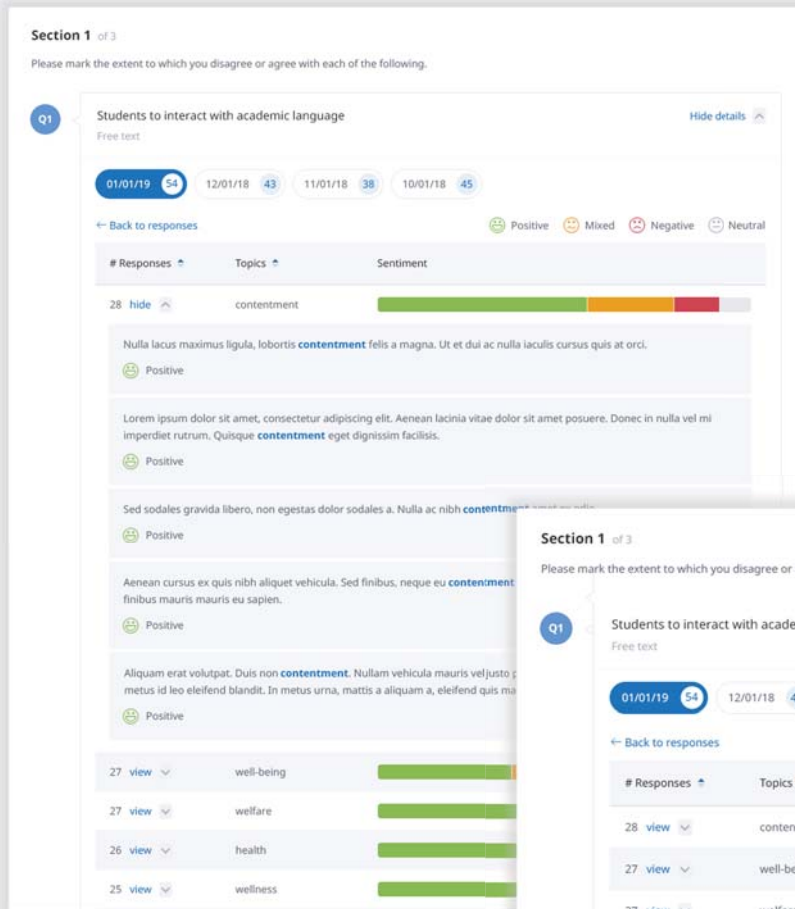 Section 1 of 3
Please mark the extent to which you disagree or agree with each of the following.
Q1
Students to interact with academic language
Hide details
Free text
01/01/19 54 12/01/18 43 11/01/18 38 10/01/18 45
← Back to responses
Positive Mixed Negative Neutral
# Responses Topics Sentiment
28 hide contentment
Nulla lacus maximus ligula, lobortis contentment felis a magna. Ut et dui ac nulla iaculis cursus quis at orci.
Positive
Lorem ipsum dolor sit amet, consectetur adipiscing elit. Aenean lacinia vitae dolor sit amet posuere. Donec in nulla vel mi
imperdiet rutrum. Quisque contentment eget dignissim facilisis.
Positive
Sed sodales gravida libero, non egestas dolor sodales a. Nulla ac nibh
Positive
Aenean cursus ex quis nibh aliquet vehicula. Sed finibus, neque eu contentment
finibus mauris mauris eu sapien.
Positive
Aliquam erat volutpat. Duis non contentment. Nullam vehicula mauris vel justo
metus id leo eleifend blandit. In metus urna, mattis a aliquam a, eleifend quis
Positive
27 view well-being
27 view welfare
26 view health
25 view wellness
Section 1 of 3
Please mark the extent to which you disagree or
Q1
Students to interact with acade
Free text
01/01/19 54 12/01/18
← Back to responses
# Responses Topics
28 view conten
27 view well-be